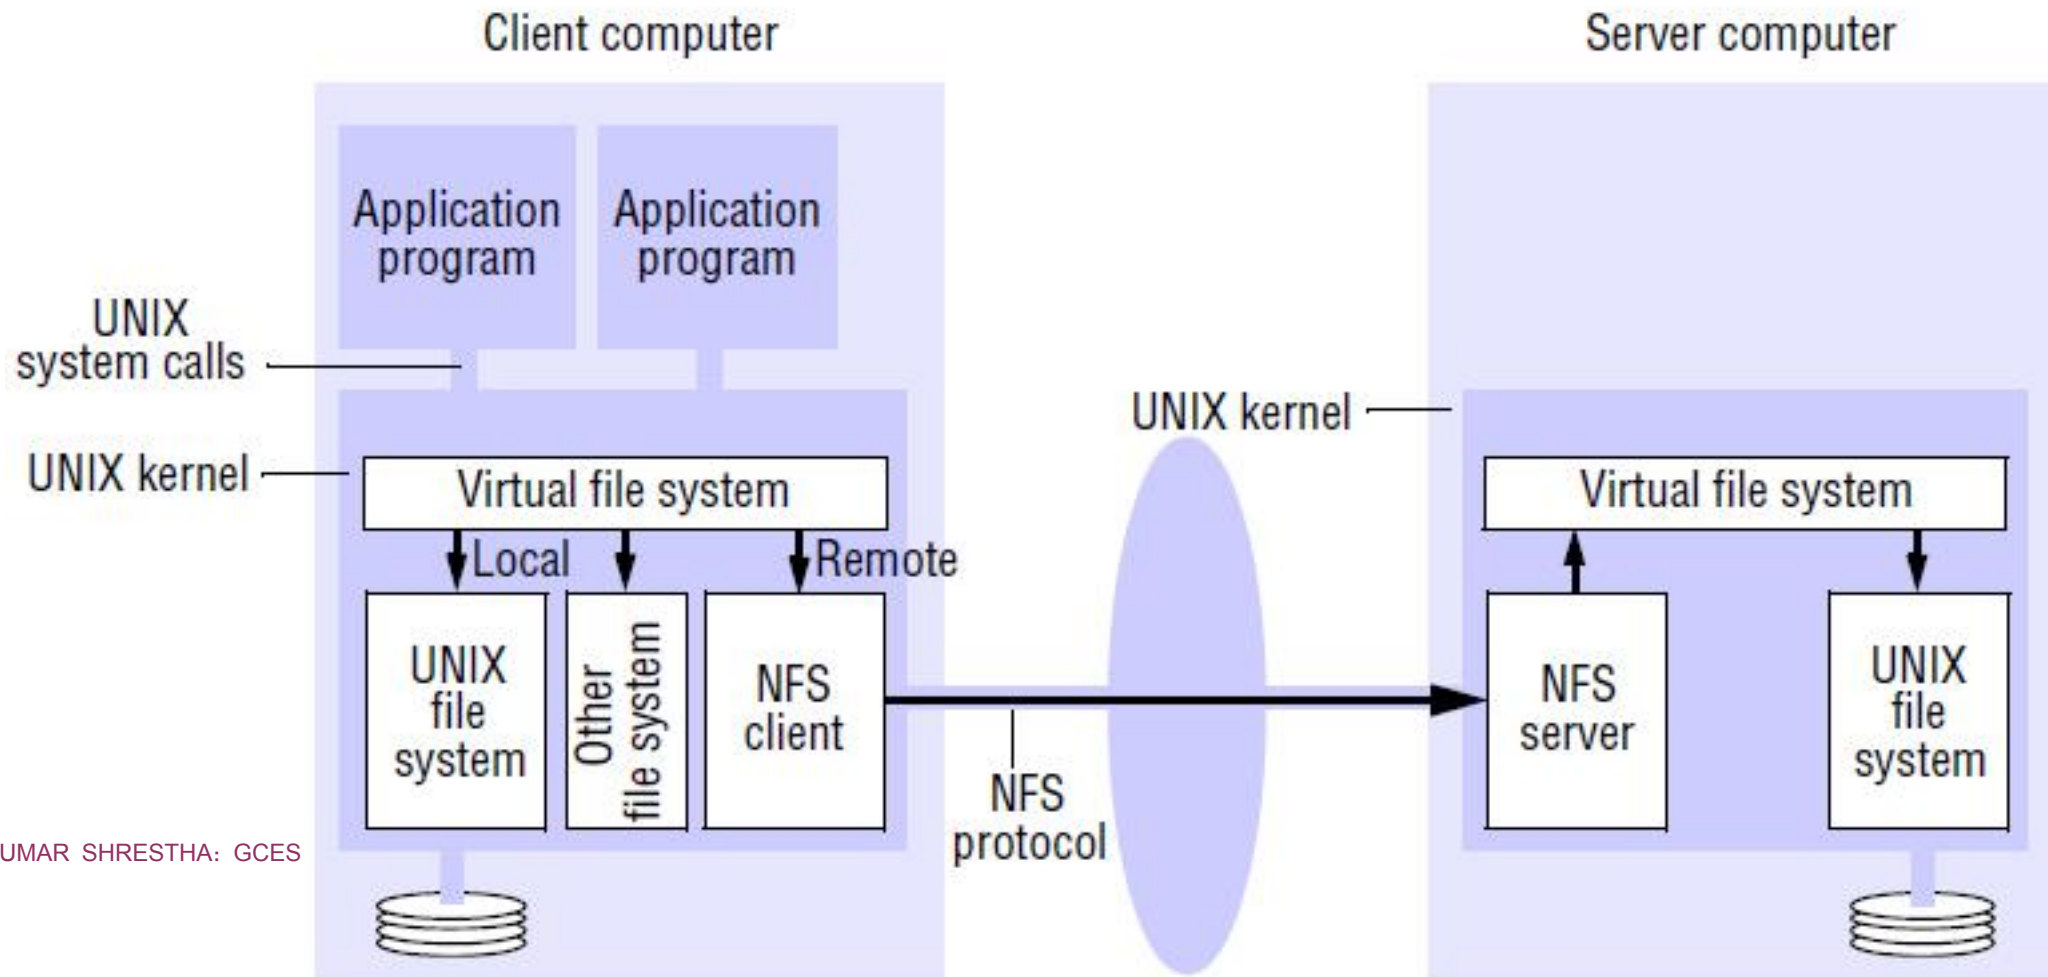 Client computer
Server computer
Application
program
Application
program
UNIX
system calls
UNIX kernel
Virtual file system
Local
Remote
UNIX
file
system
Other
file system
NFS
client
NFS
protocol
UNIX kernel
Virtual file system
NFS
server
UNIX
file
system
UMAR SHRESTHA: GCES